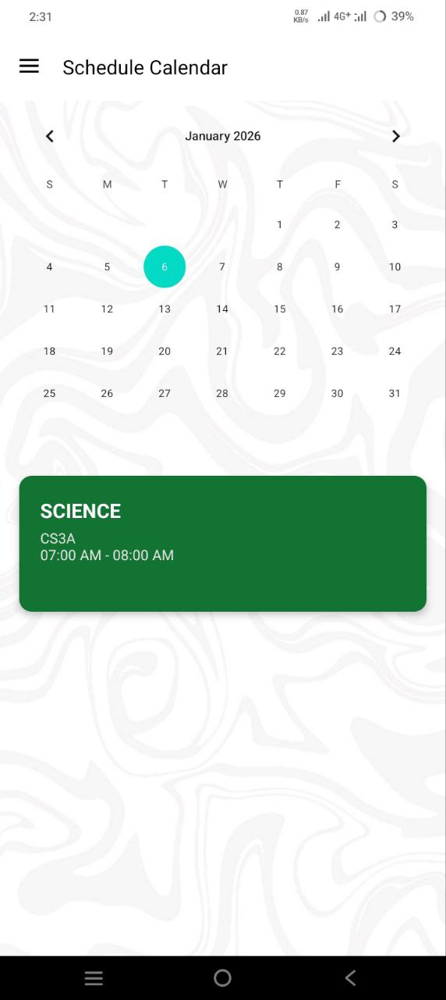 2:31 0.87 KB/s 4G+ 39%
Schedule Calendar
January 2026
S M T W T F S
1 2 3
4 5 6 7 8 9 10
11 12 13 14 15 16 17
18 19 20 21 22 23 24
25 26 27 28 29 30 31
SCIENCE
CS3A
07:00 AM - 08:00 AM